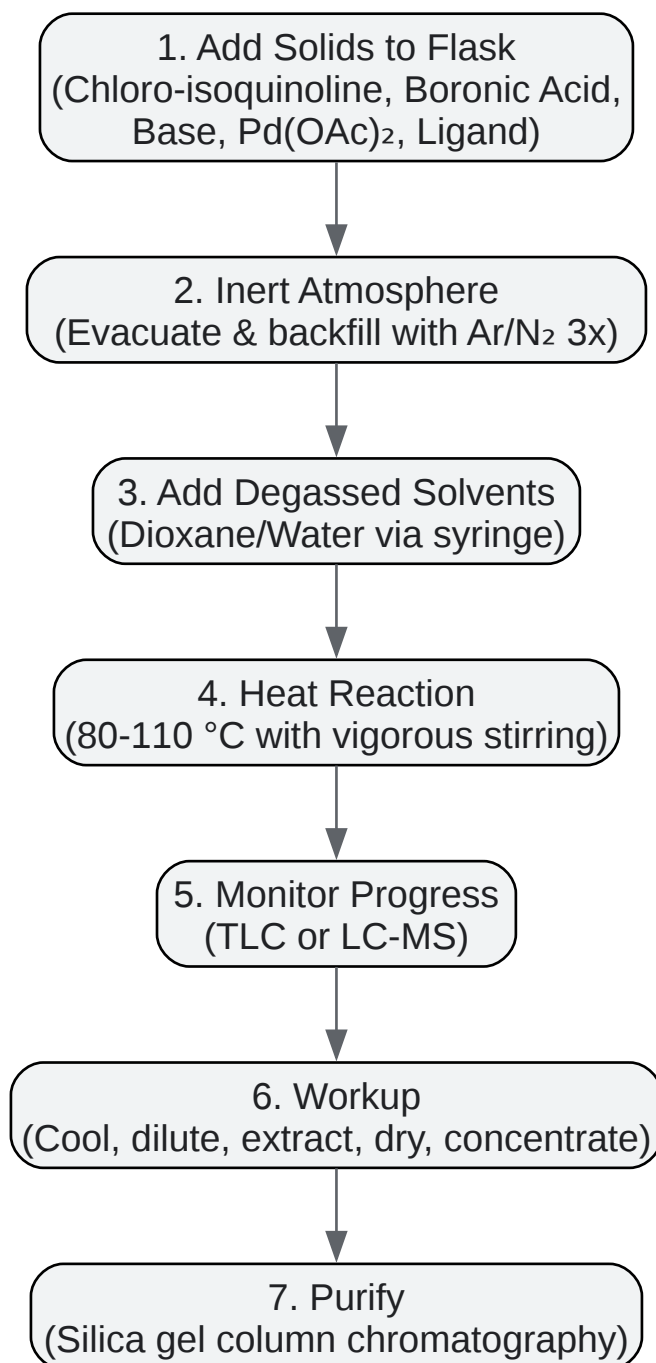 1. Add Solids to Flask
(Chloro-isoquinoline, Boronic Acid,
Base, Pd(OAc)₂, Ligand)
2. Inert Atmosphere
(Evacuate & backfill with Ar/N₂ 3x)
3. Add Degassed Solvents
(Dioxane/Water via syringe)
4. Heat Reaction
(80-110 °C with vigorous stirring)
5. Monitor Progress
(TLC or LC-MS)
6. Workup
(Cool, dilute, extract, dry, concentrate)
7. Purify
(Silica gel column chromatography)